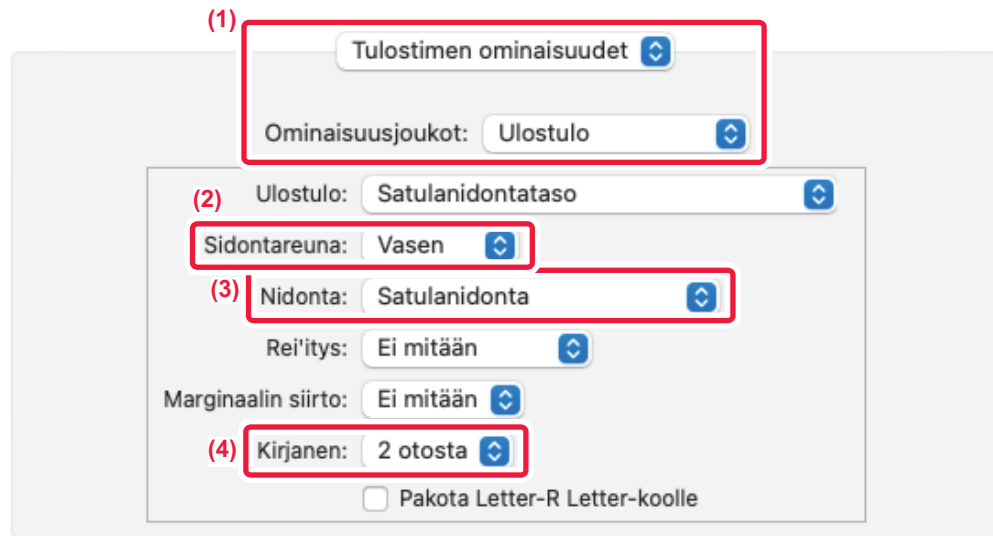 (1)
Tulostimen ominaisuudet
Ominaisuusjoukot: Ulostulo
Ulostulo: Satulanidontataso
(2)
Sidontareuna: Vasen
(3)
Nidonta: Satulanidonta
Rei'itys: Ei mitään
Marginaalin siirto: Ei mitään
(4)
Kirjanen: 2 otosta
Pakota Letter-R Letter-koolle